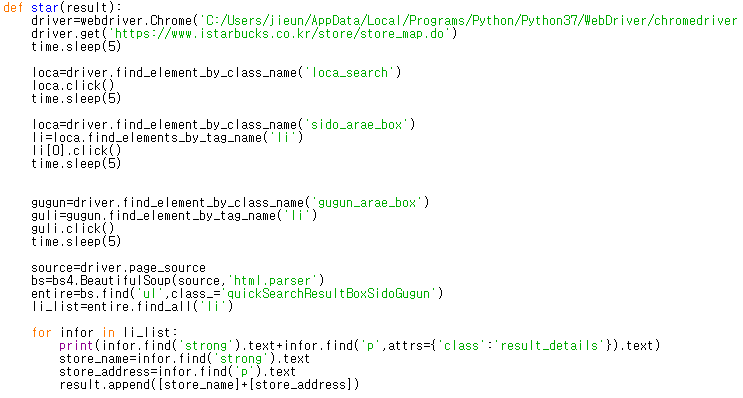 def star(result):
    driver=webdriver.Chrome('C:/Users/jieun/AppData/Local/Programs/Python/Python37/WebDriver/chromedriver
    driver.get('https://www.istarbucks.co.kr/store/store_map.do')
    time.sleep(5)

    loca=driver.find_element_by_class_name('loca_search')
    loca.click()
    time.sleep(5)

    loca=driver.find_element_by_class_name('sido_arae_box')
    li=loca.find_elements_by_tag_name('li')
    li[0].click()
    time.sleep(5)


    gugun=driver.find_element_by_class_name('gugun_arae_box')
    guli=gugun.find_element_by_tag_name('li')
    guli.click()
    time.sleep(5)

    source=driver.page_source
    bs=bs4.BeautifulSoup(source,'html.parser')
    entire=bs.find('ul',class_='quickSearchResultBoxSidoGugun')
    li_list=entire.find_all('li')

    for infor in li_list:
        print(infor.find('strong').text+infor.find('p',attrs={'class':'result_details'}).text)
        store_name=infor.find('strong').text
        store_address=infor.find('p').text
        result.append([store_name]+[store_address])